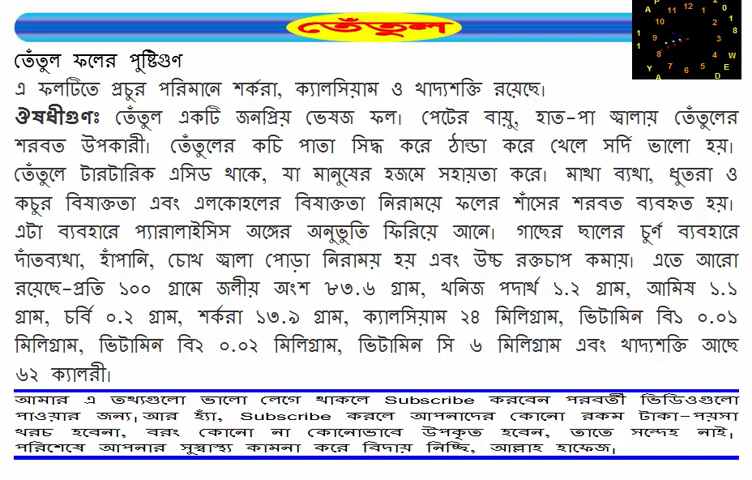 তেঁতুল
তেঁতুল ফলের পুষ্টিগুণ
এ ফলটিতে প্রচুর পরিমানে শর্করা, ক্যালসিয়াম ও খাদ্যশক্তি রয়েছে।
ঔষধীগুণঃ তেঁতুল একটি জনপ্রিয় ভেষজ ফল। পেটের বায়ু, হাত-পা জ্বালায় তেঁতুলের
শরবত উপকারী। তেঁতুলের কচি পাতা সিদ্ধ করে ঠান্ডা করে খেলে সর্দি ভালো হয়।
তেঁতুলে টারটারিক এসিড থাকে, যা মানুষের হজমে সহায়তা করে। মাথা ব্যথা, ধুতরা ও
কচুর বিষাক্ততা এবং এলকোহলের বিষাক্ততা নিরাময়ে ফলের শাঁসের শরবত ব্যবহৃত হয়।
এটা ব্যবহারে প্যারালাইসিস অঙ্গের অনুভুতি ফিরিয়ে আনে। গাছের ছালের চুর্ণ ব্যবহারে
দাঁতব্যথা, হাঁপানি, চোখ জ্বালা পোড়া নিরাময় হয় এবং উচ্চ রক্তচাপ কমায়। এতে আরো
রয়েছে-প্রতি ১০০ গ্রামে জলীয় অংশ ৮৩.৬ গ্রাম, খনিজ পদার্থ ১.২ গ্রাম, আমিষ ১.১
গ্রাম, চর্বি ০.২ গ্রাম, শর্করা ১৩.৯ গ্রাম, ক্যালসিয়াম ২৪ মিলিগ্রাম, ভিটামিন বি১ ০.০১
মিলিগ্রাম, ভিটামিন বি২ ০.০২ মিলিগ্রাম, ভিটামিন সি ৬ মিলিগ্রাম এবং খাদ্যশক্তি আছে
৬২ ক্যালরী।
আমার এ তথ্যগুলো ভালো লেগে থাকলে Subscribe করবেন পরবর্তী ভিডিওগুলো
পাওয়ার জন্য। আর হ্যাঁ, Subscribe করলে আপনাদের কোনো রকম টাকা-পয়সা
খরচ হবেনা, বরং কোনো না কোনোভাবে উপকৃত হবেন, তাতে সন্দেহ নাই।
পরিশেষে আপনার সুস্বাস্থ্য কামনা করে বিদায় নিচ্ছি, আল্লাহ হাফেজ।